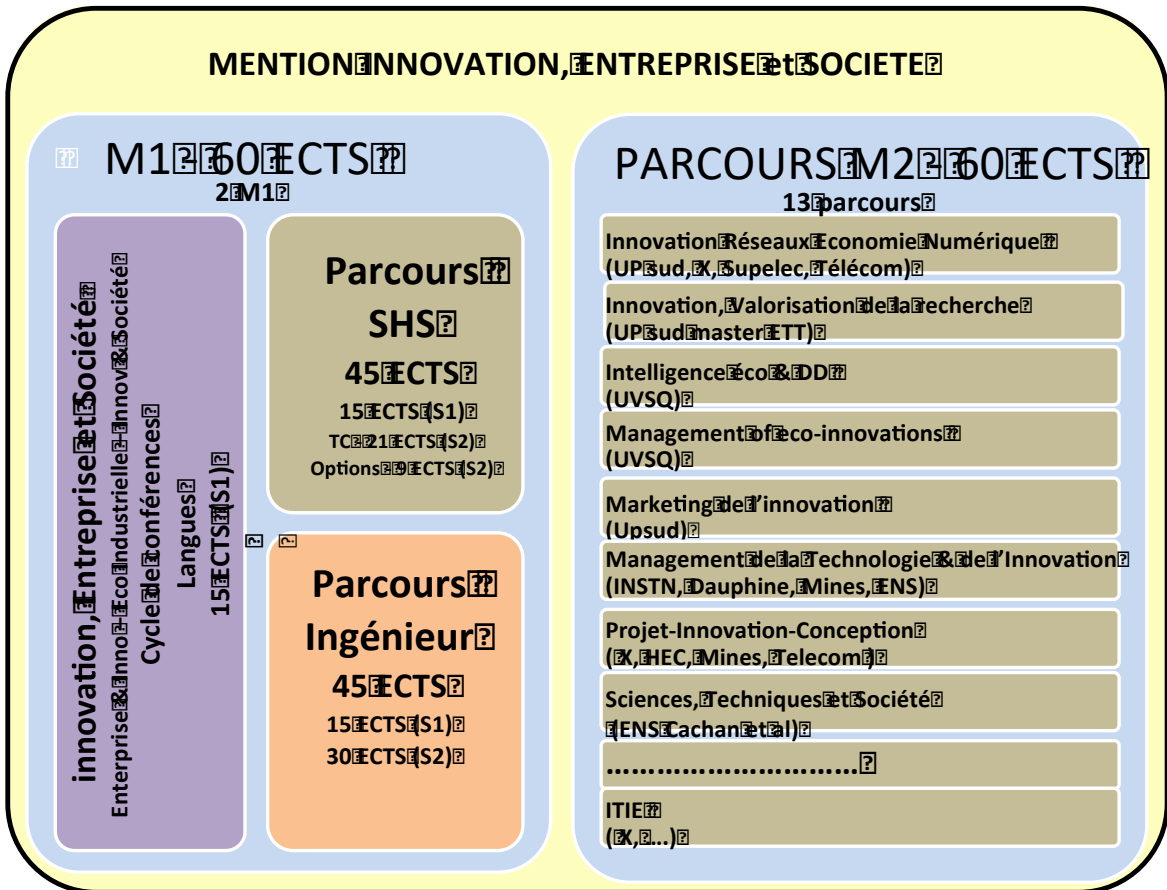 MENTION INNOVATION, ENTREPRISE et SOCIETE
M1 - 60 ECTS
2 M1
innovation, Entreprise et Société
Enterprise & Inno - Eco Industrielle - Innov & Société
Cycle de conférences
Langues
15 ECTS (S1)
Parcours
SHS
45 ECTS
15 ECTS (S1)
TC - 21 ECTS (S2)
Options - 9 ECTS (S2)
Parcours
Ingénieur
45 ECTS
15 ECTS (S1)
30 ECTS (S2)
PARCOURS M2 - 60 ECTS
13 parcours
Innovation Réseaux Economie Numérique
(UP sud, X, Supelec, Télécom)
Innovation, Valorisation de la recherche
(UP sud master ETT)
Intelligence éco & DD
(UVSQ)
Management of eco-innovations
(UVSQ)
Marketing de l'innovation
(Upsud)
Management de la Technologie & de l'Innovation
(INSTN, Dauphine, Mines, ENS)
Projet-Innovation-Conception
( X, HEC, Mines, Telecom )
Sciences, Techniques et Société
(ENS Cachan et al)
..............................
ITIE
( X, ...)